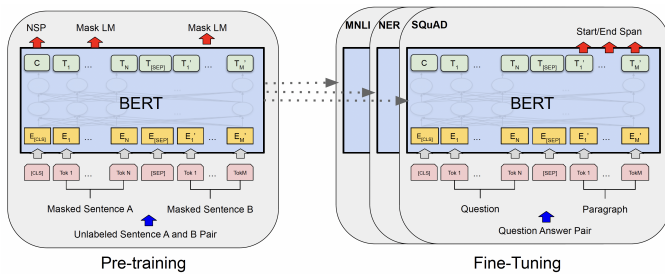 NSP Mask LM Mask LM
C T1 ... TN T[SEP] T1' ... TM'
BERT
E[CLS] E1 ... EN E[SEP] E1' ... EM'
[CLS] Tok 1 ... Tok N [SEP] Tok 1 ... TokM
Masked Sentence A Masked Sentence B
Unlabeled Sentence A and B Pair
Pre-training
MNLI NER SQuAD
Start/End Span
C T1 ... TN T[SEP] T1' ... TM'
BERT
E[CLS] E1 ... EN E[SEP] E1' ... EM'
[CLS] Tok 1 ... Tok N [SEP] Tok 1 ... TokM
Question Paragraph
Question Answer Pair
Fine-Tuning